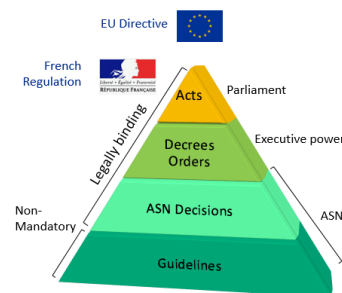 EU Directive
French
Regulation
Liberté • Égalité • Fraternité
RÉPUBLIQUE FRANÇAISE
Legally binding
Acts
Parliament
Decrees
Orders
Executive power
ASN Decisions
Non-
Mandatory
ASN
Guidelines